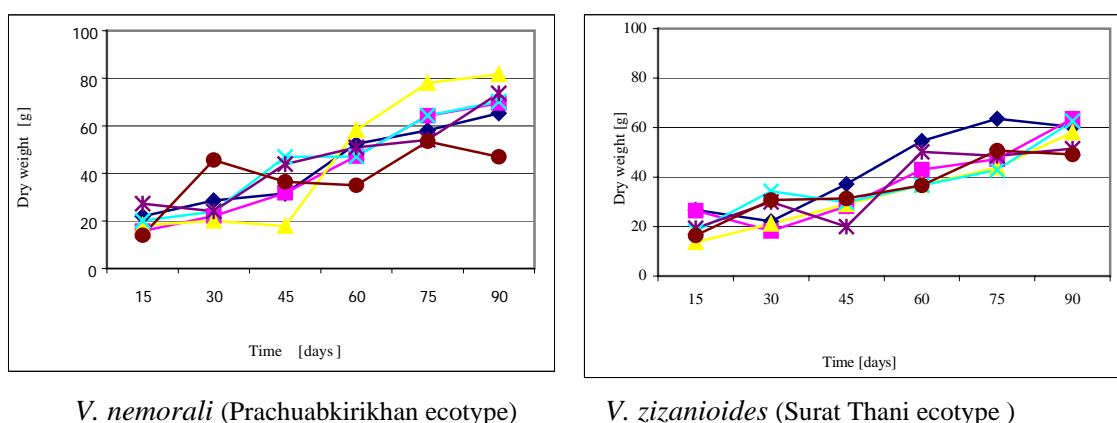 100
80
60
40
20
0
Dry weight [g]
15 30 45 60 75 90
Time [days ]
100
80
60
40
20
0
Dry weight [g]
15 30 45 60 75 90
Time [days]
V. nemorali (Prachuabkirikhan ecotype)
V. zizanioides (Surat Thani ecotype )